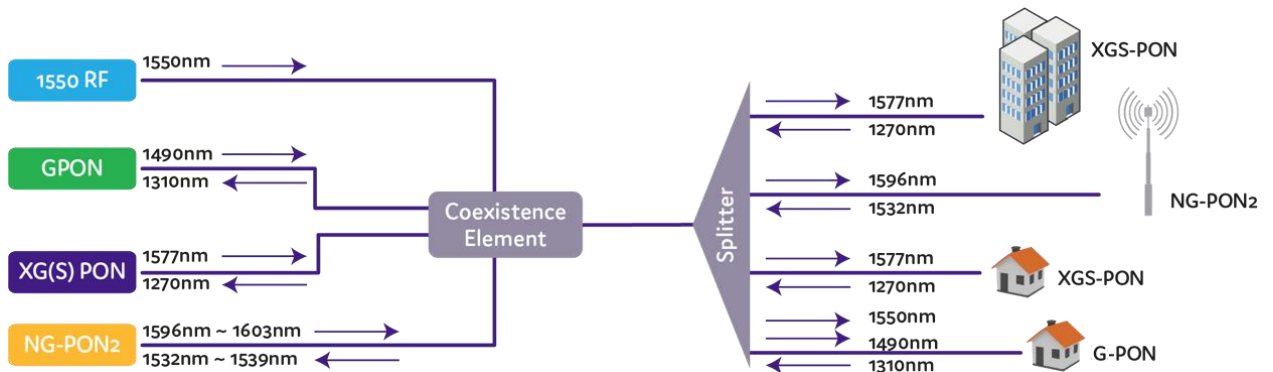 1550 RF
1550nm
GPON
1490nm
1310nm
XG(S) PON
1577nm
1270nm
NG-PON2
1596nm ~ 1603nm
1532nm ~ 1539nm
Coexistence
Element
Splitter
1577nm
1270nm
XGS-PON
1596nm
1532nm
NG-PON2
1577nm
1270nm
XGS-PON
1550nm
1490nm
1310nm
G-PON